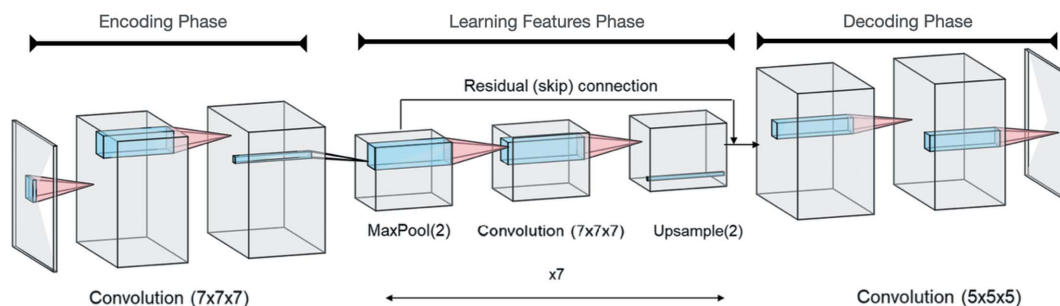 Encoding Phase
Learning Features Phase
Decoding Phase
Residual (skip) connection
MaxPool(2)
Convolution (7x7x7)
Upsample(2)
x7
Convolution (7x7x7)
Convolution (5x5x5)